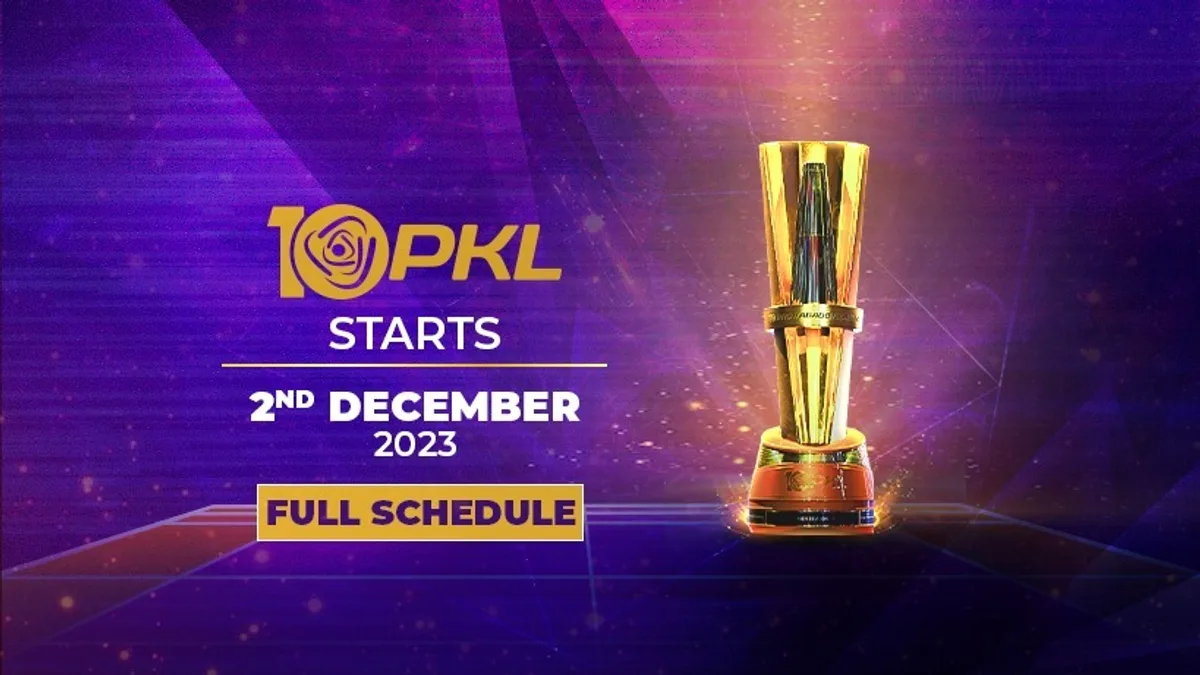 10 PKL
STARTS
2ND DECEMBER
2023
FULL SCHEDULE